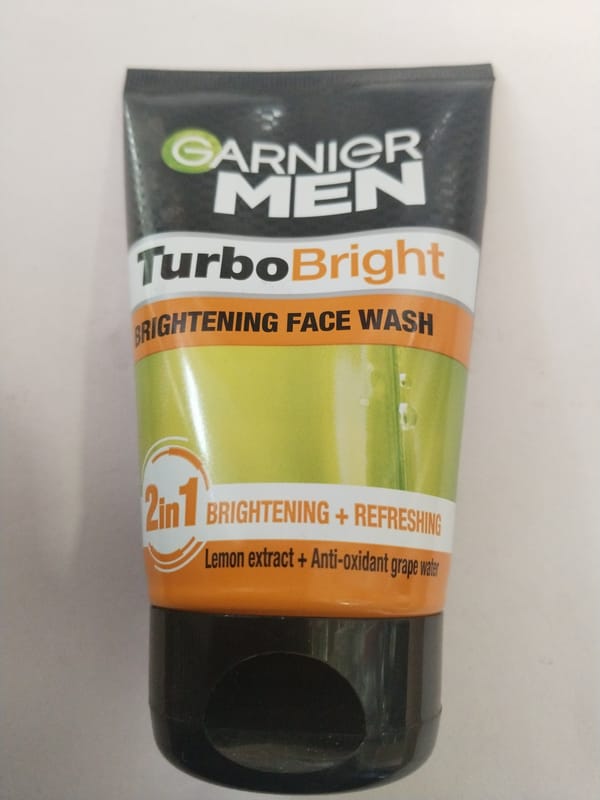 GARNIER
MEN
TurboBright
BRIGHTENING FACE WASH
2in1 BRIGHTENING + REFRESHING
Lemon extract + Anti-oxidant grape water